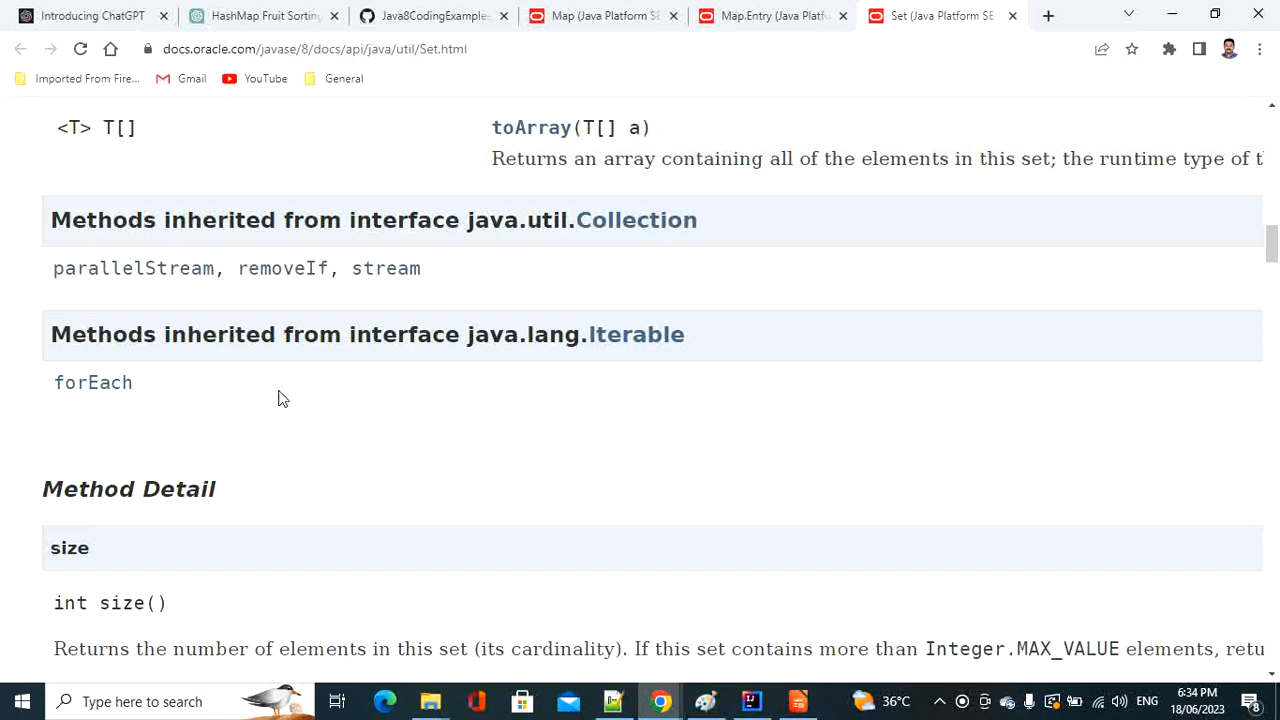 Introducing ChatGPT
HashMap Fruit Sorting
Java8CodingExamples
Map (Java Platform SE
Map.Entry (Java Platfo
Set (Java Platform SE
docs.oracle.com/javase/8/docs/api/java/util/Set.html
Imported From Fire...
Gmail
YouTube
General
<T> T[]
toArray(T[] a)
Returns an array containing all of the elements in this set; the runtime type of t
Methods inherited from interface java.util.Collection
parallelStream, removeIf, stream
Methods inherited from interface java.lang.Iterable
forEach
Method Detail
size
int size()
Returns the number of elements in this set (its cardinality). If this set contains more than Integer.MAX_VALUE elements, retu
Type here to search
36°C
ENG
6:34 PM
18/06/2023
8